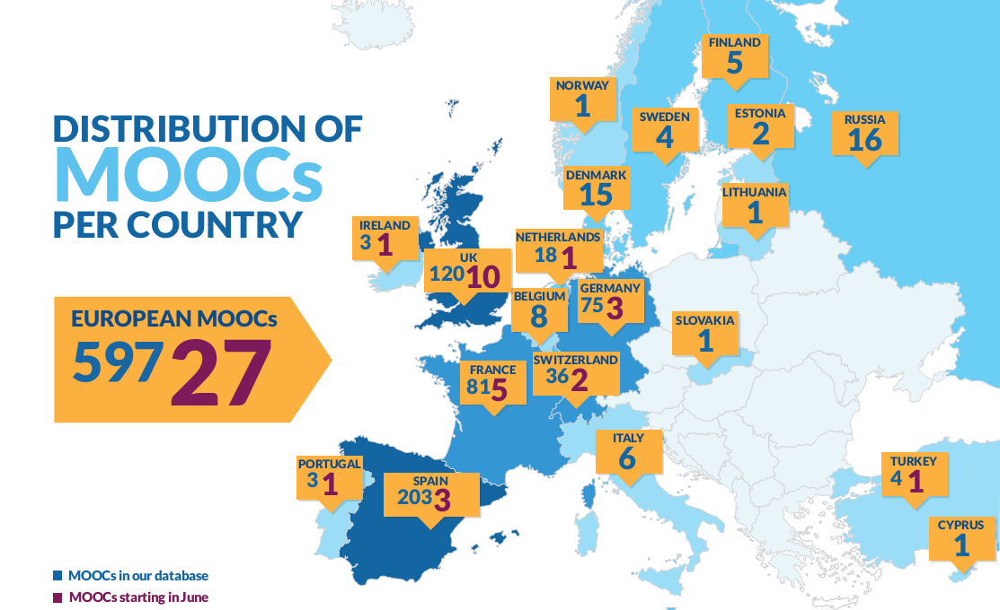 DISTRIBUTION OF
MOOCs
PER COUNTRY
EUROPEAN MOOCs
597 27
FINLAND
5
NORWAY
1
SWEDEN
4
ESTONIA
2
RUSSIA
16
DENMARK
15
LITHUANIA
1
IRELAND
3 1
UK
120 10
NETHERLANDS
18 1
BELGIUM
8
GERMANY
75 3
SLOVAKIA
1
FRANCE
81 5
SWITZERLAND
36 2
ITALY
6
PORTUGAL
3 1
SPAIN
203 3
TURKEY
4 1
CYPRUS
1
MOOCs in our database
MOOCs starting in June